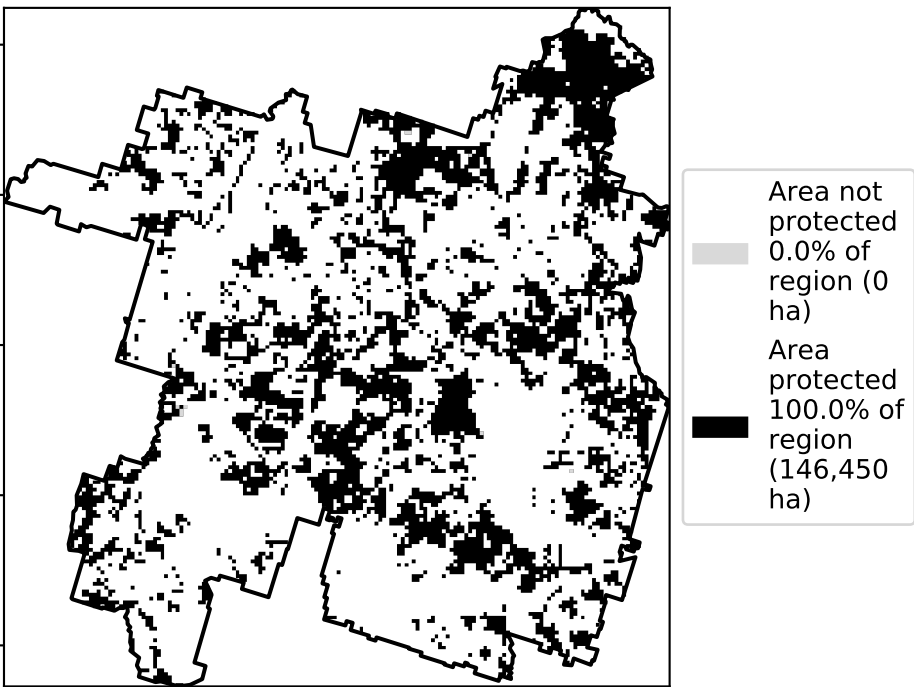 Area not
protected
0.0% of
region (0
ha)
Area
protected
100.0% of
region
(146,450
ha)